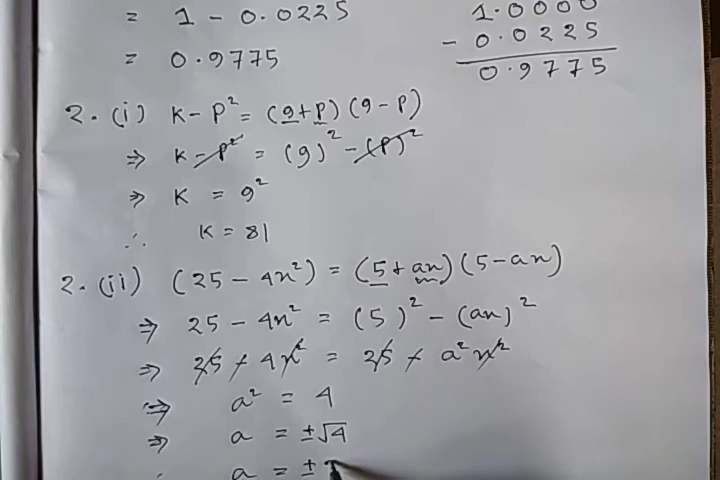 = 1 - 0.0225
= 0.9775
1.0000
- 0.0225
0.9775
2. (i) K - p² = (9+p) (9-p)
⇒ K - p² = (9)² - (p)²
⇒ K = 9²
∴ K = 81
2. (ii) (25 - 4x²) = (5 + ax) (5 - ax)
⇒ 25 - 4x² = (5)² - (ax)²
⇒ 25 - 4x² = 25 - a²x²
⇒ a² = 4
⇒ a = ±√4
a = ±